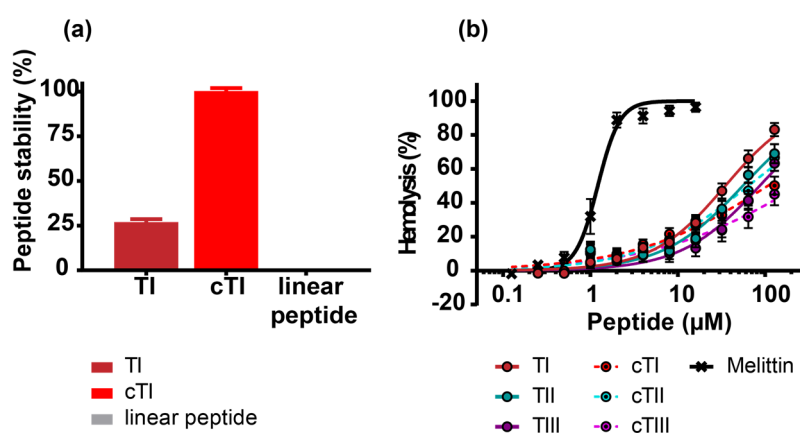 (a)
Peptide stability (%)
100
75
50
25
0
TI
cTI
linear
peptide
TI
cTI
linear peptide
(b)
Hemolysis (%)
100
80
60
40
20
0
-20
0.1
1
10
100
Peptide (µM)
TI
cTI
Melittin
TII
cTII
TIII
cTIII